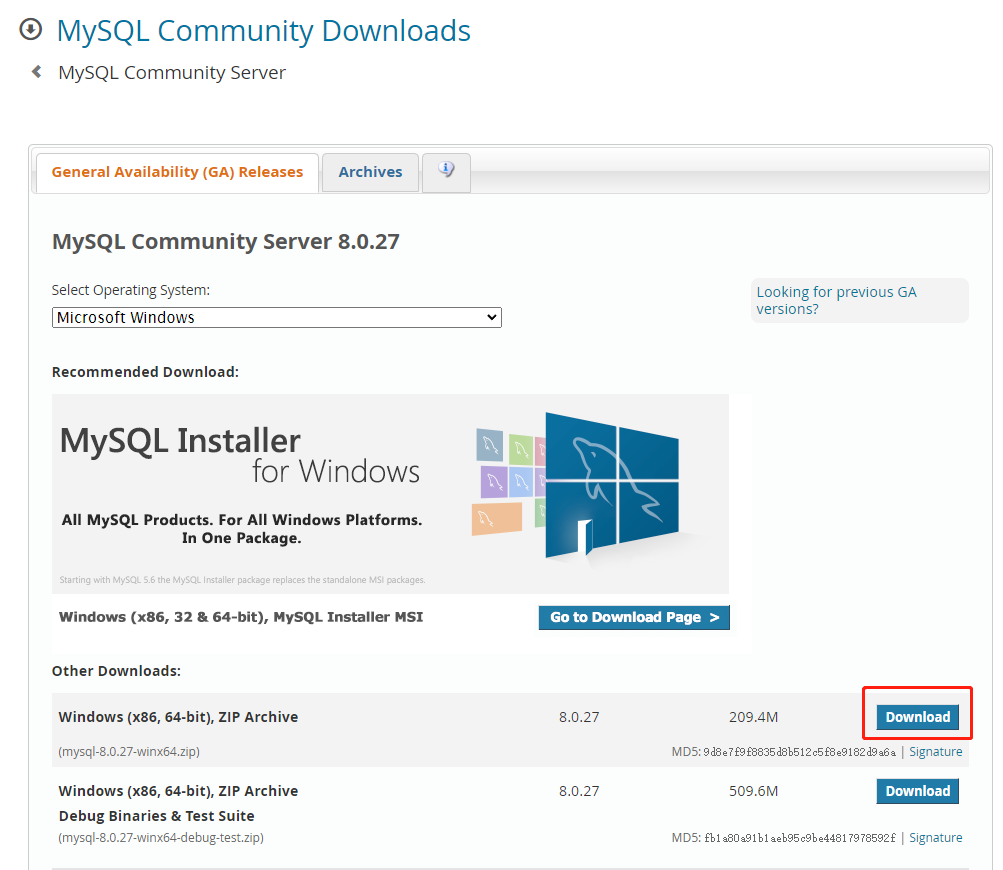 MySQL Community Downloads
MySQL Community Server
General Availability (GA) Releases
Archives
MySQL Community Server 8.0.27
Select Operating System:
Microsoft Windows
Looking for previous GA
versions?
Recommended Download:
MySQL Installer
for Windows
All MySQL Products. For All Windows Platforms.
In One Package.
Starting with MySQL 5.6 the MySQL Installer package replaces the standalone MSI packages.
Windows (x86, 32 & 64-bit), MySQL Installer MSI
Go to Download Page >
Other Downloads:
Windows (x86, 64-bit), ZIP Archive 8.0.27 209.4M Download
(mysql-8.0.27-winx64.zip) MD5: 9d8e7f9f8835d8b512c5f8e9182d9a6a | Signature
Windows (x86, 64-bit), ZIP Archive 8.0.27 509.6M Download
Debug Binaries & Test Suite
(mysql-8.0.27-winx64-debug-test.zip) MD5: fb1a80a91b1aeb95c9be44817978592f | Signature